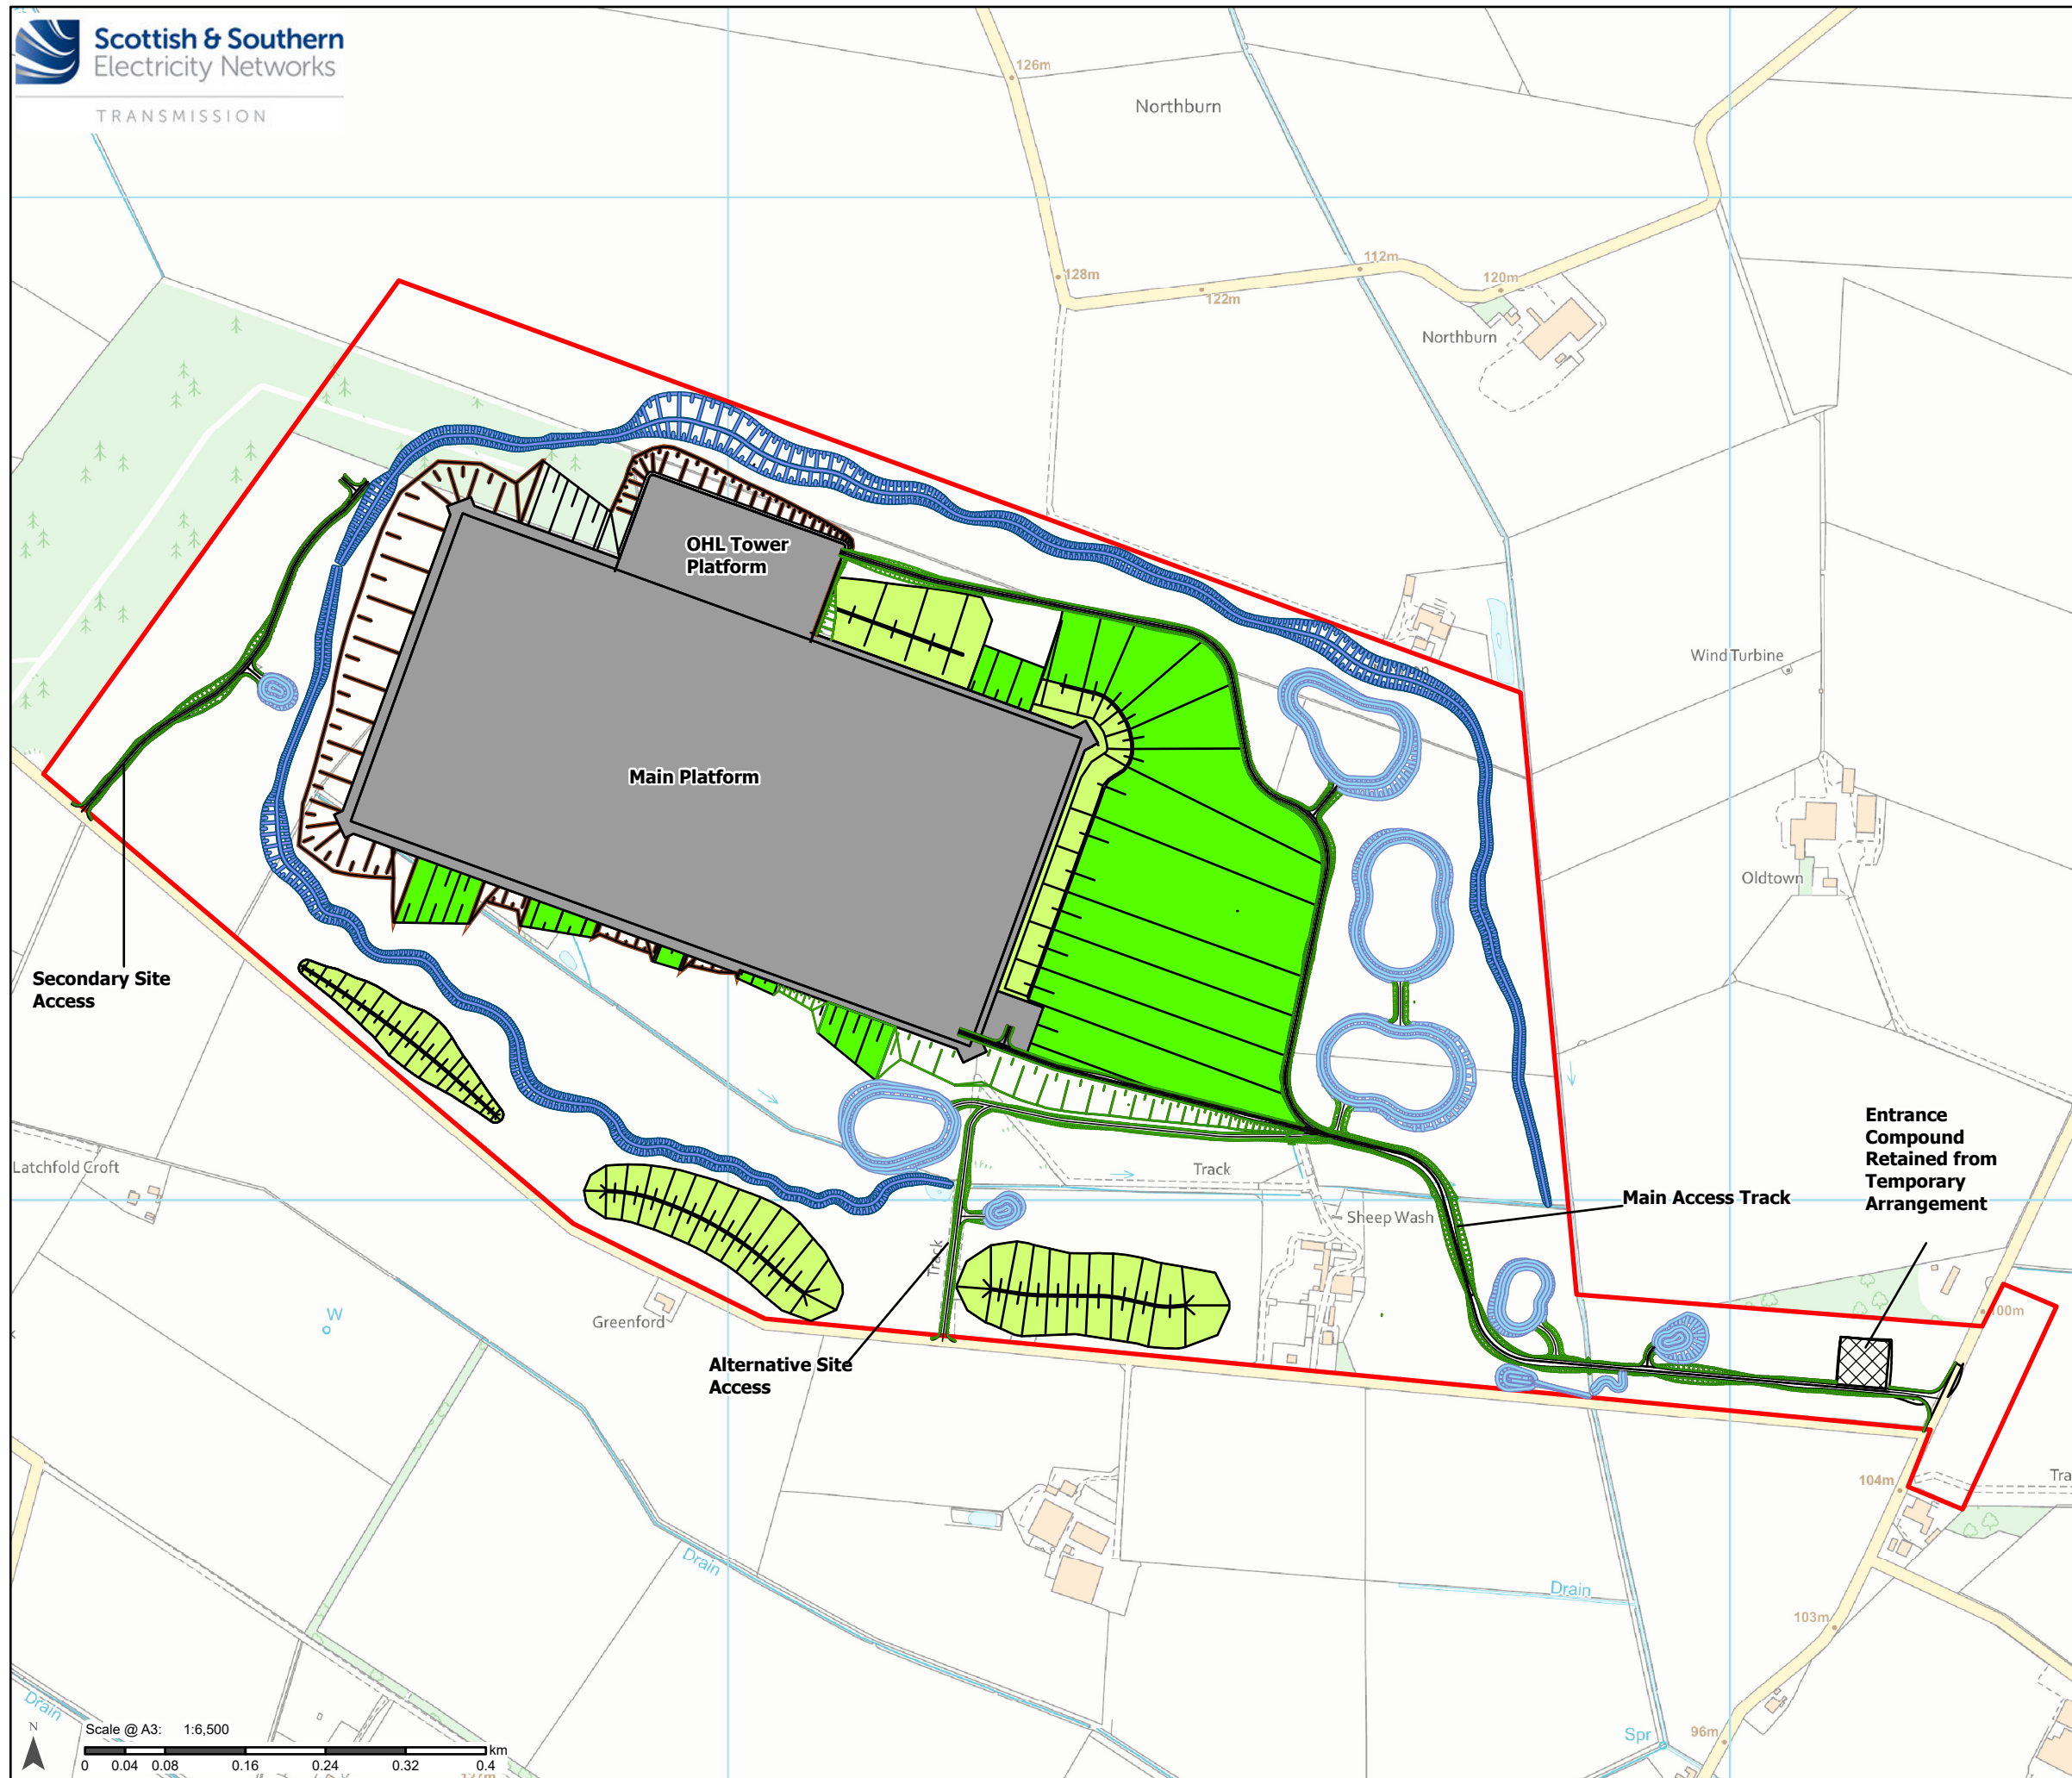 Scottish & Southern
Electricity Networks
TRANSMISSION
126m
Northburn
128m
122m
112m
120m
Northburn
OHL Tower
Platform
Wind Turbine
Main Platform
Oldtown
Secondary Site
Access
Latchfold Croft
Track
Sheep Wash
Main Access Track
Entrance
Compound
Retained from
Temporary
Arrangement
Track
W
Greenford
Alternative Site
Access
100m
104m
Tra
Drain
Drain
103m
Drain
Spr
96m
N
Scale @ A3: 1:6,500
km
0 0.04 0.08 0.16 0.24 0.32 0.4